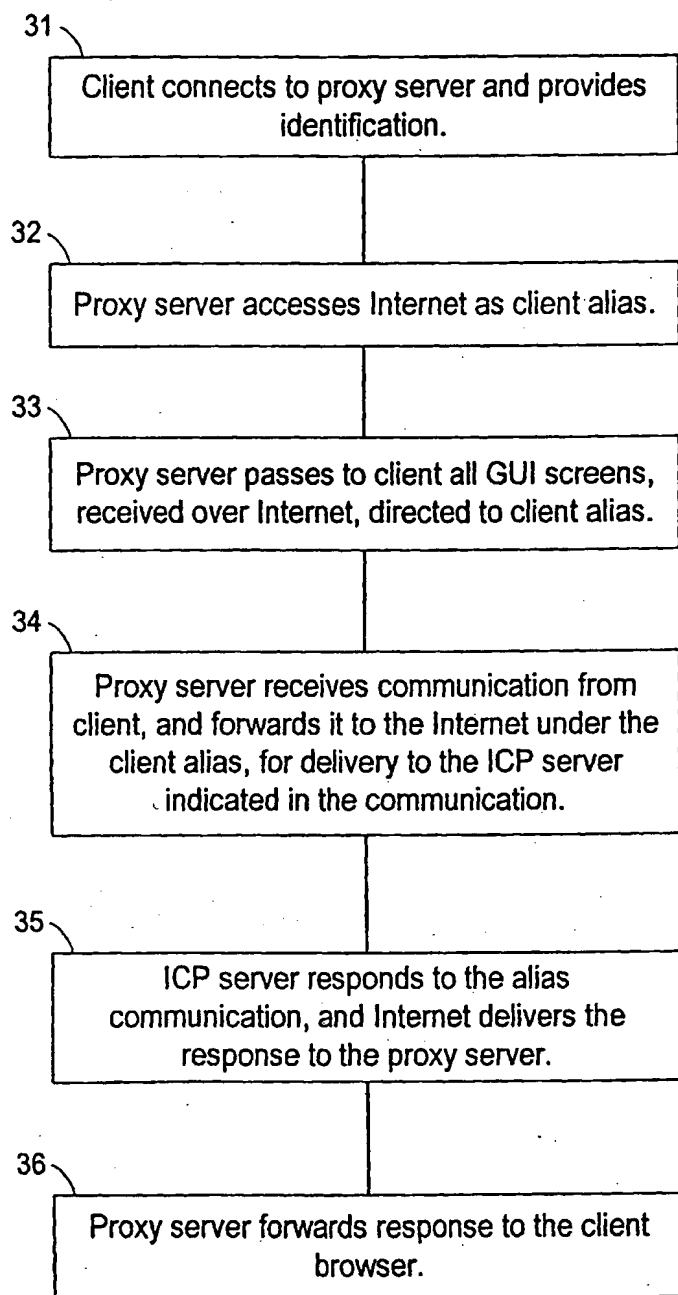 31
Client connects to proxy server and provides
identification.
32
Proxy server accesses Internet as client alias.
33
Proxy server passes to client all GUI screens,
received over Internet, directed to client alias.
34
Proxy server receives communication from
client, and forwards it to the Internet under the
client alias, for delivery to the ICP server
indicated in the communication.
35
ICP server responds to the alias
communication, and Internet delivers the
response to the proxy server.
36
Proxy server forwards response to the client
browser.